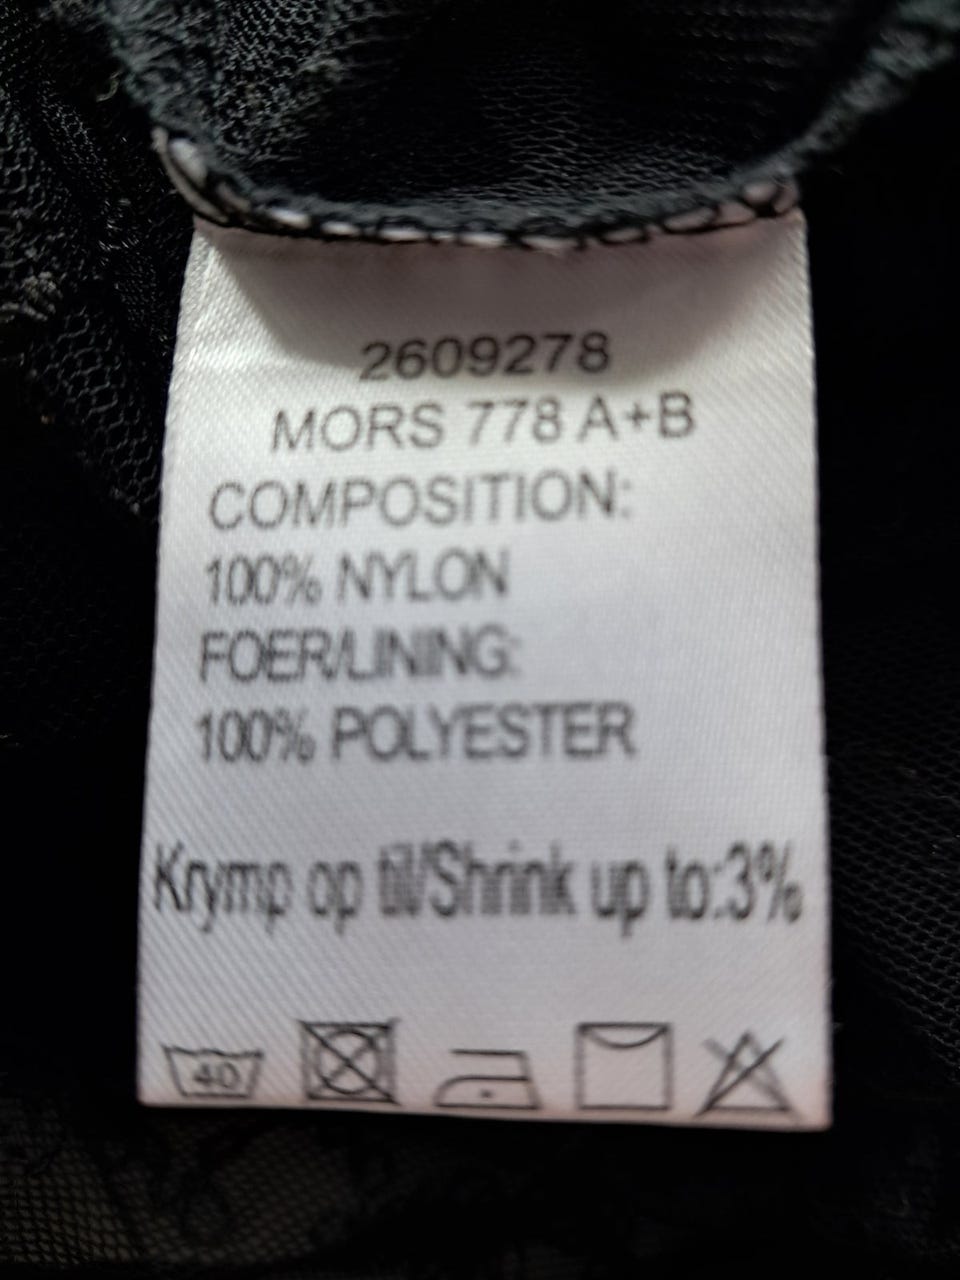 2609278
MORS 778 A+B
COMPOSITION:
100% NYLON
FOER/LINING:
100% POLYESTER
Krymp op til/Shrink up to:3%
40